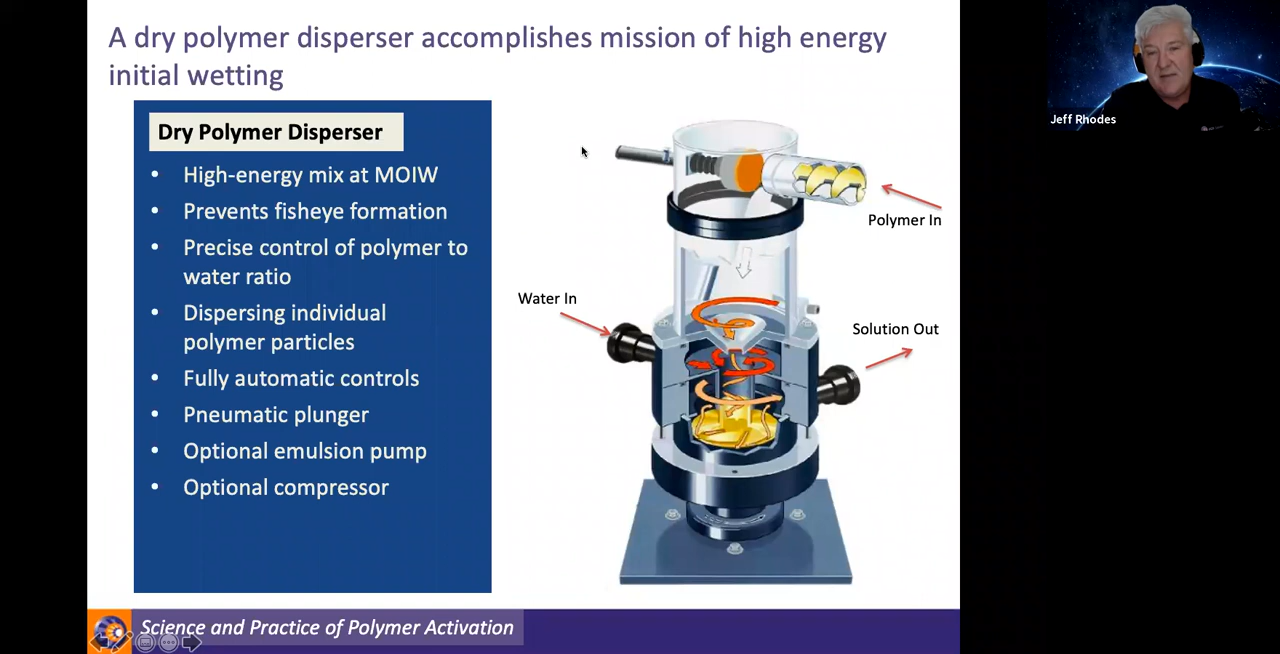 A dry polymer disperser accomplishes mission of high energy
initial wetting
Dry Polymer Disperser
• High-energy mix at MOIW
• Prevents fisheye formation
• Precise control of polymer to
water ratio
• Dispersing individual
polymer particles
• Fully automatic controls
• Pneumatic plunger
• Optional emulsion pump
• Optional compressor
Polymer In
Water In
Solution Out
Science and Practice of Polymer Activation
Jeff Rhodes